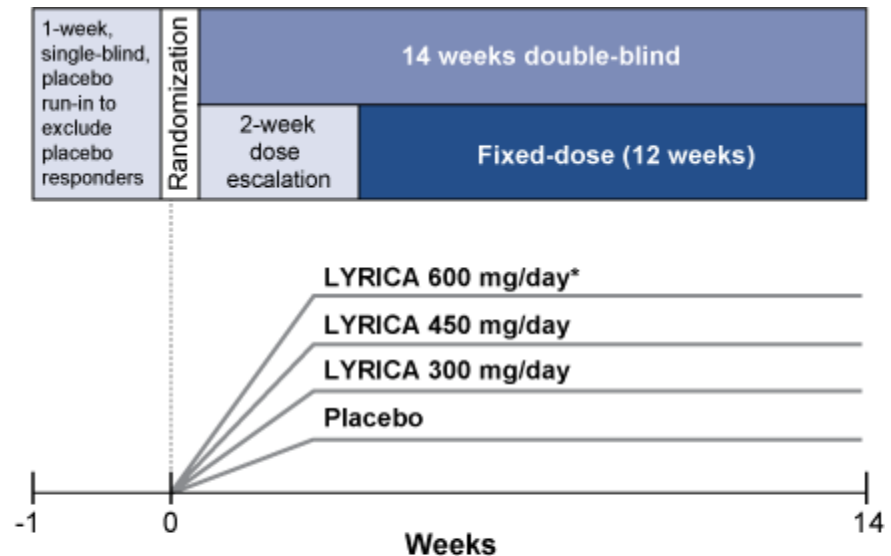 1-week,
single-blind,
placebo
run-in to
exclude
placebo
responders
Randomization
14 weeks double-blind
2-week
dose
escalation
Fixed-dose (12 weeks)
LYRICA 600 mg/day*
LYRICA 450 mg/day
LYRICA 300 mg/day
Placebo
-1
0
14
Weeks